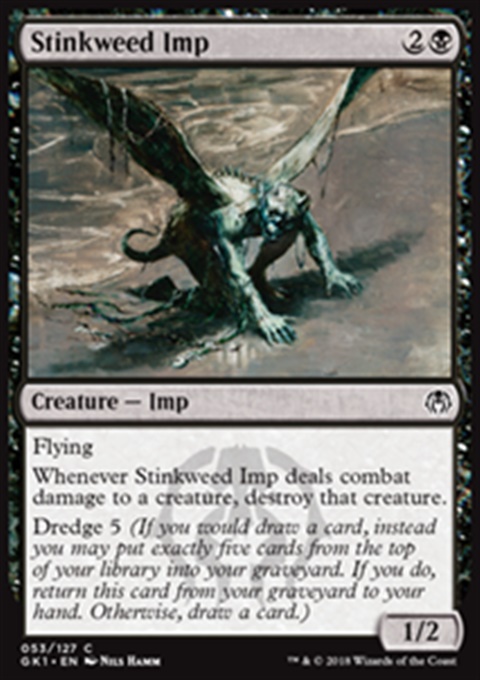 Stinkweed Imp 2
Creature — Imp
Flying
Whenever Stinkweed Imp deals combat
damage to a creature, destroy that creature.
Dredge 5 (If you would draw a card, instead
you may put exactly five cards from the top
of your library into your graveyard. If you do,
return this card from your graveyard to your
hand. Otherwise, draw a card.)
1/2
053/127 C
GK1 • EN Nils Hamm
™ & © 2018 Wizards of the Coast